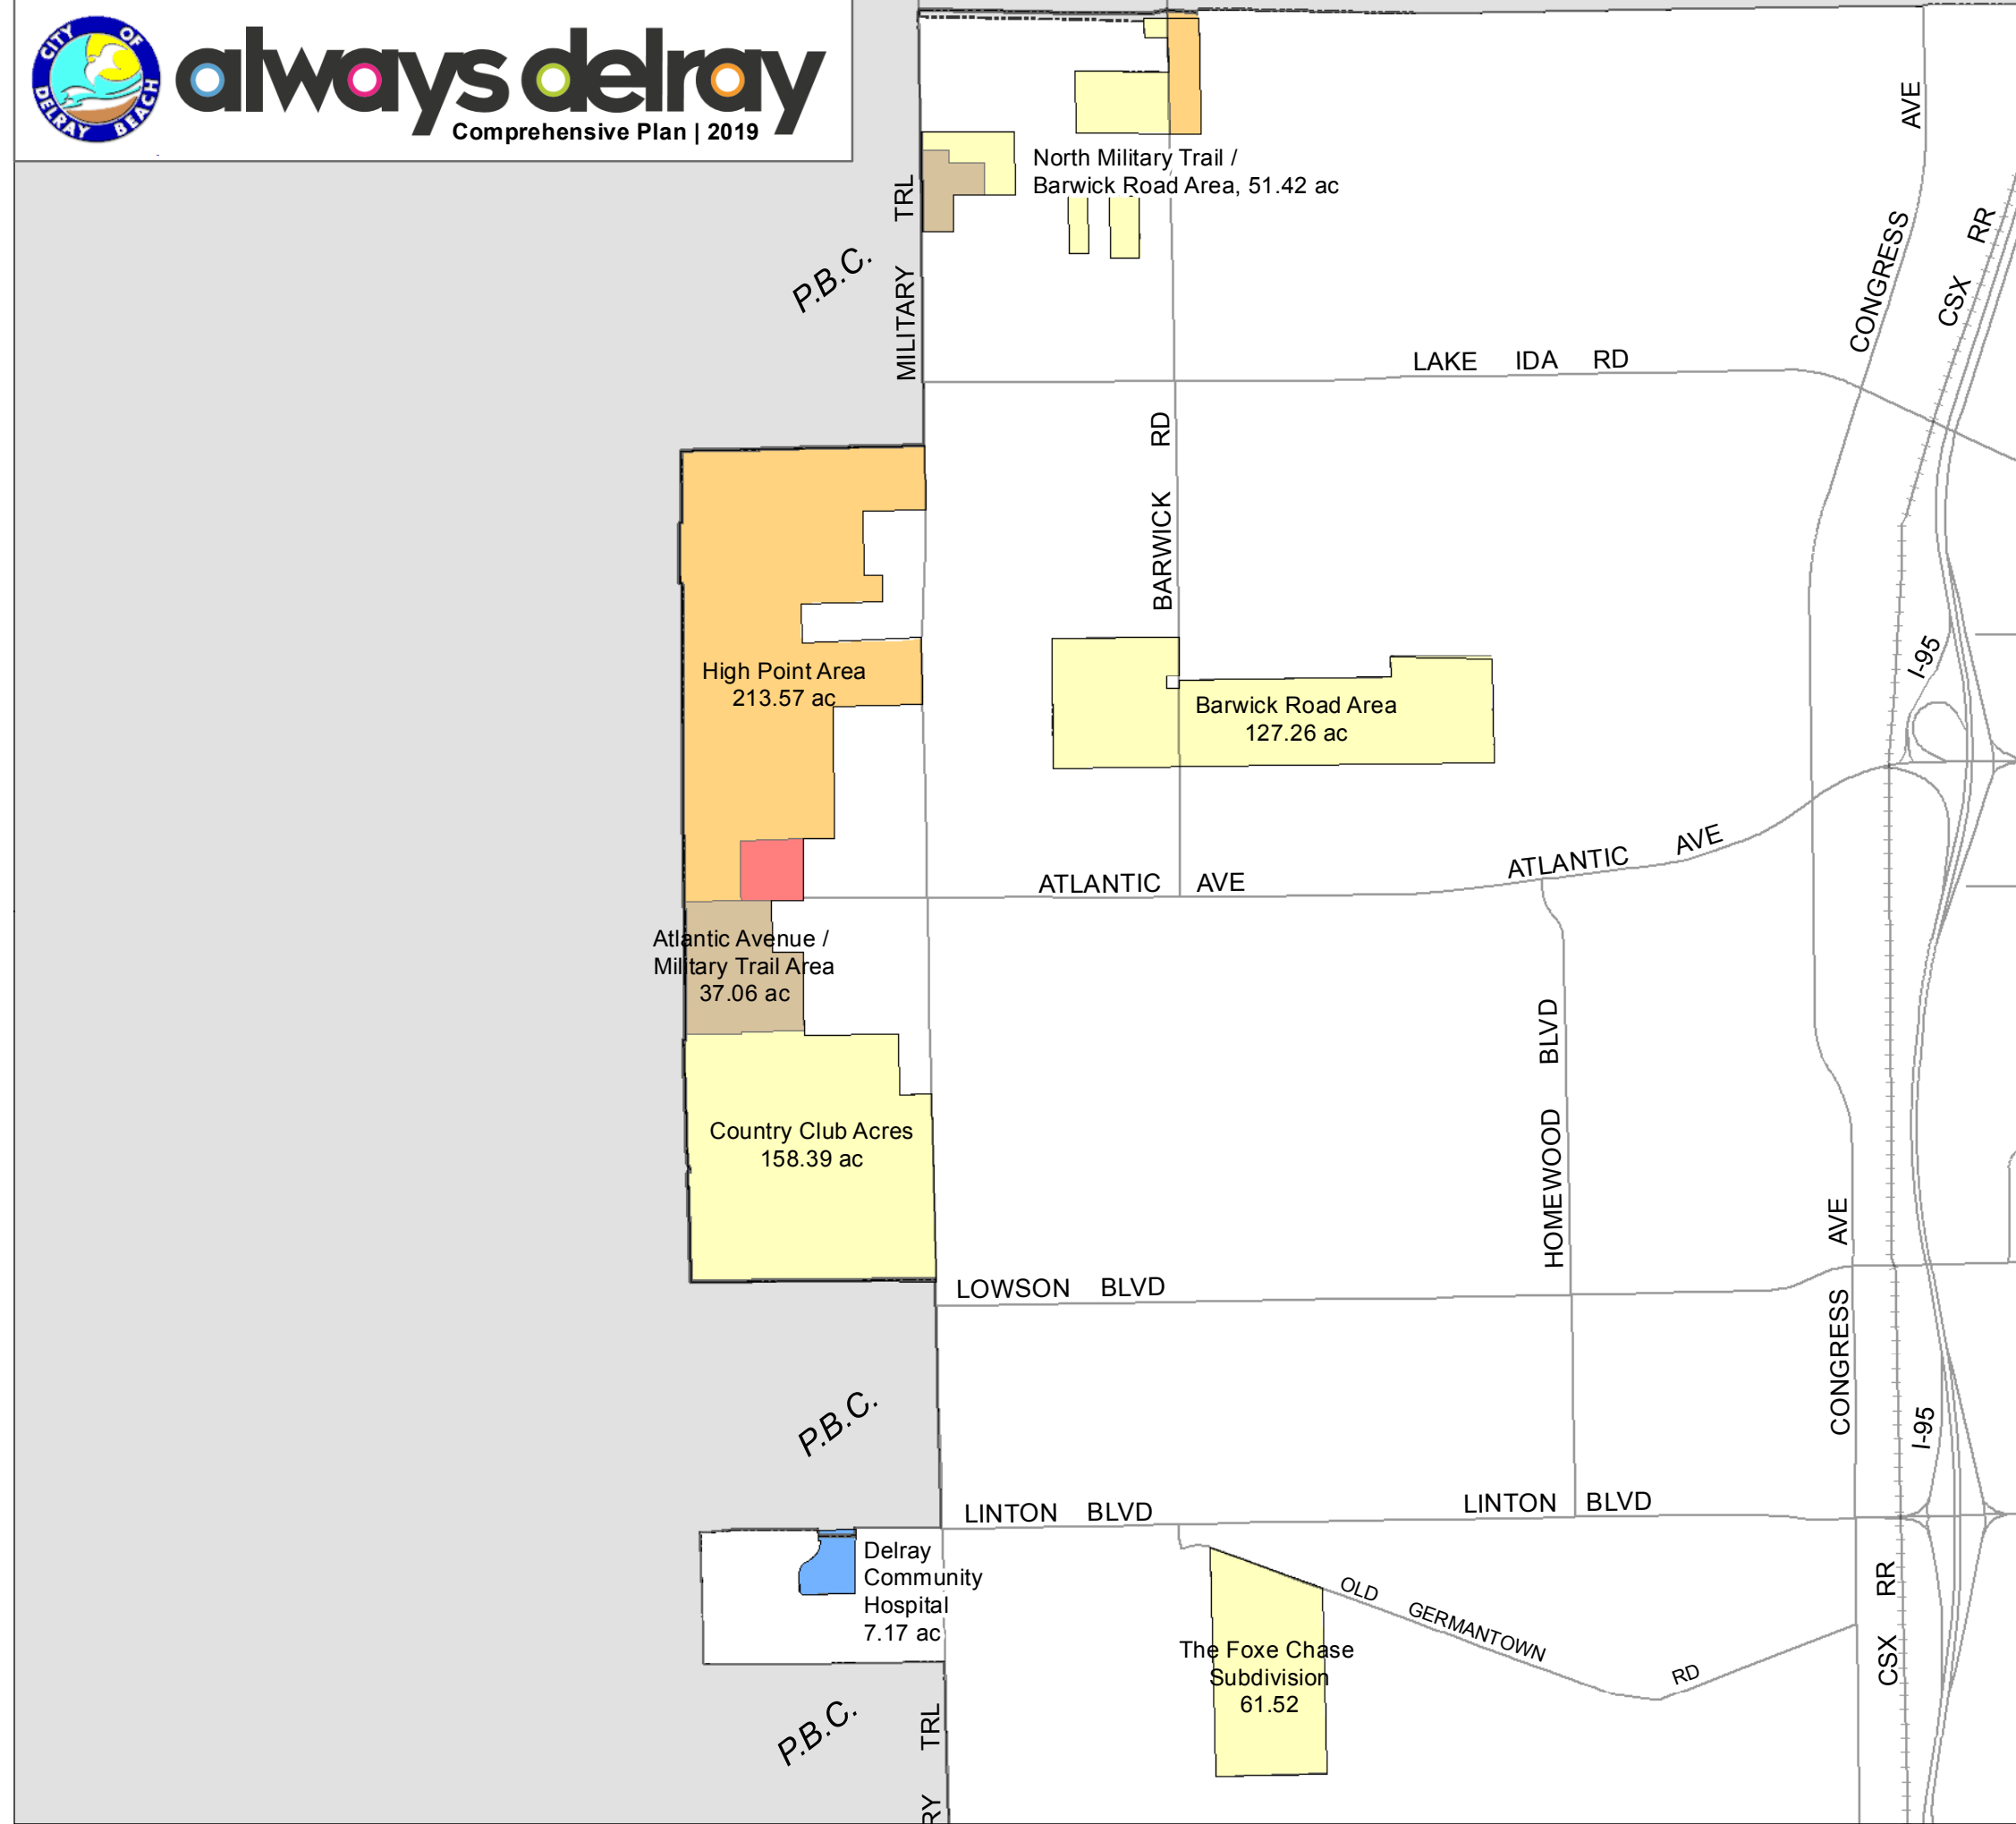 CITY OF
DELRAY BEACH
always delray
Comprehensive Plan | 2019
AVE
North Military Trail /
Barwick Road Area, 51.42 ac
TRL
MILITARY
P.B.C.
CONGRESS
CSX RR
LAKE IDA RD
RD
BARWICK
High Point Area
213.57 ac
I-95
Barwick Road Area
127.26 ac
ATLANTIC AVE
ATLANTIC AVE
Atlantic Avenue /
Military Trail Area
37.06 ac
BLVD
HOMEWOOD
Country Club Acres
158.39 ac
AVE
CONGRESS
LOWSON BLVD
P.B.C.
I-95
LINTON BLVD
LINTON BLVD
Delray
Community
Hospital
7.17 ac
OLD GERMANTOWN RD
The Foxe Chase
Subdivision
61.52
CSX RR
P.B.C.
TRL
RY